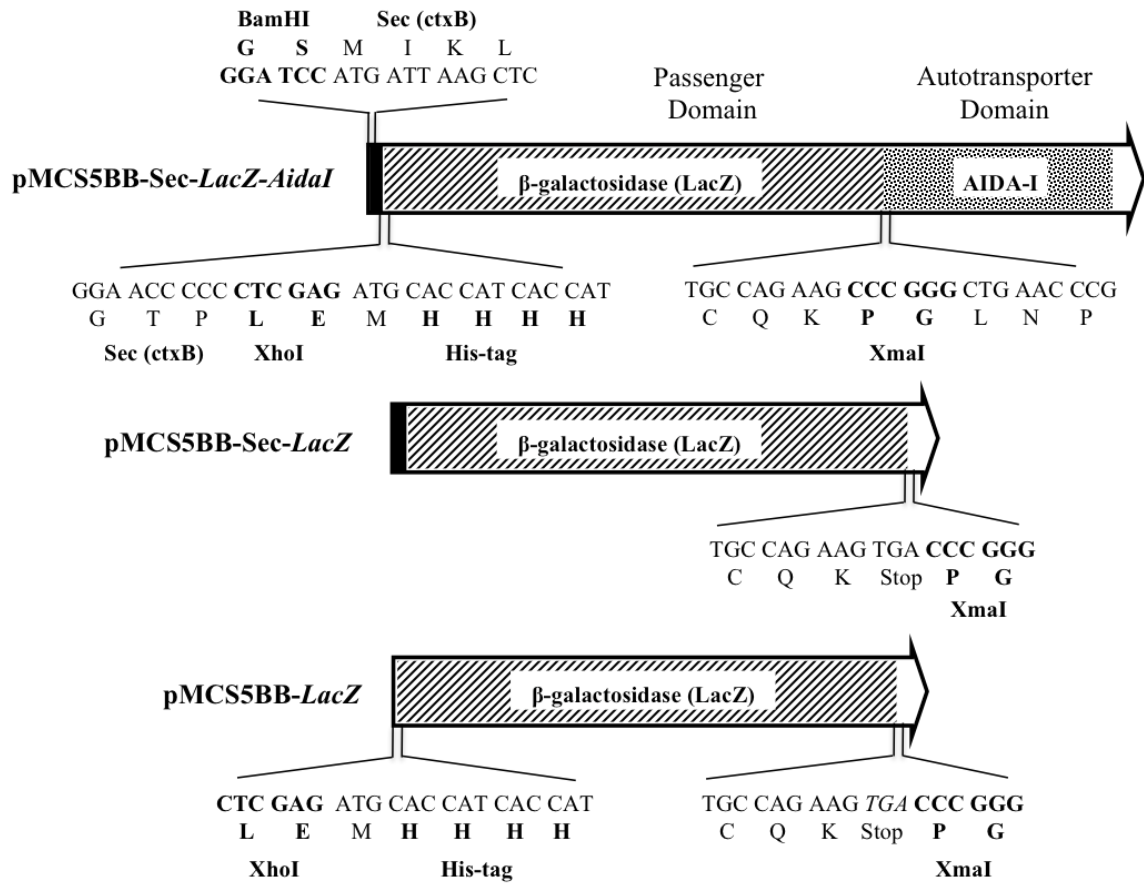 BamHI Sec (ctxB)
G S M I K L
GGA TCC ATG ATT AAG CTC
Passenger Domain
Autotransporter Domain
pMCS5BB-Sec-LacZ-AidaI
β-galactosidase (LacZ)
AIDA-I
GGA ACC CCC CTC GAG ATG CAC CAT CAC CAT
G T P L E M H H H H
Sec (ctxB) XhoI His-tag
TGC CAG AAG CCC GGG CTG AAC CCG
C Q K P G L N P
XmaI
pMCS5BB-Sec-LacZ
β-galactosidase (LacZ)
TGC CAG AAG TGA CCC GGG
C Q K Stop P G
XmaI
pMCS5BB-LacZ
β-galactosidase (LacZ)
CTC GAG ATG CAC CAT CAC CAT
L E M H H H H
XhoI His-tag
TGC CAG AAG TGA CCC GGG
C Q K Stop P G
XmaI